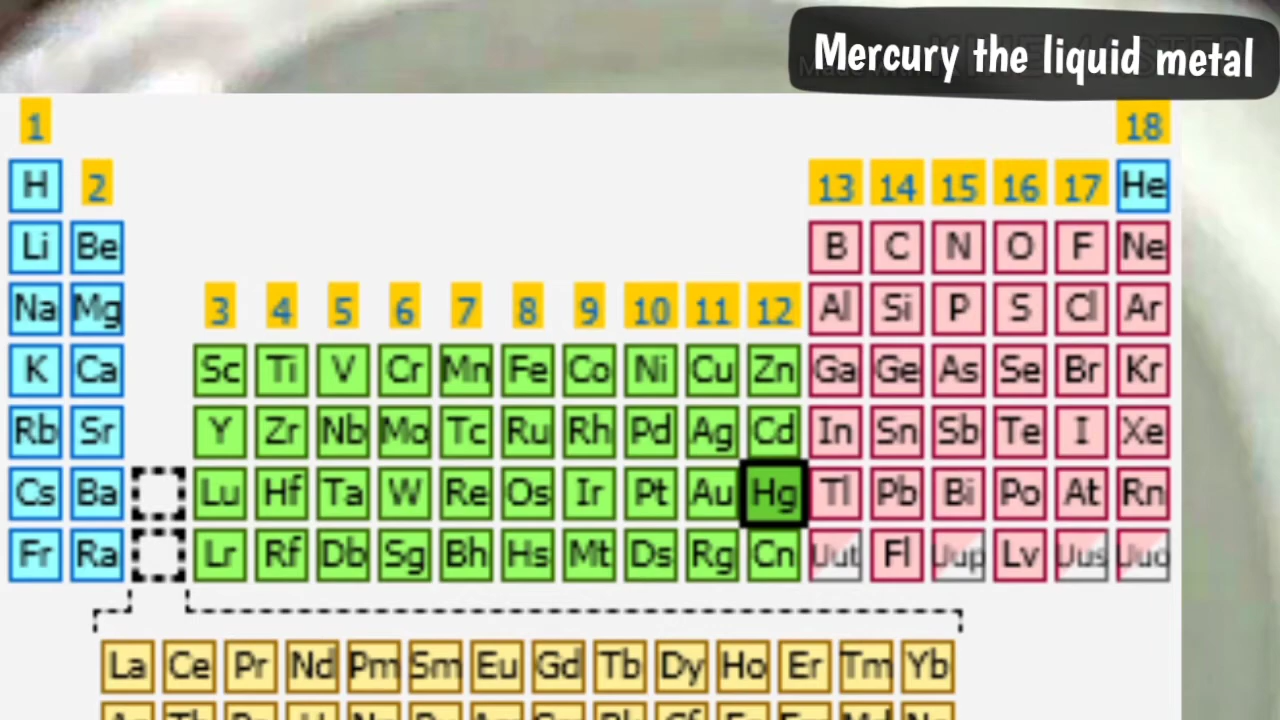 Mercury the liquid metal
1 18
H 2 13 14 15 16 17 He
Li Be B C N O F Ne
Na Mg 3 4 5 6 7 8 9 10 11 12 Al Si P S Cl Ar
K Ca Sc Ti V Cr Mn Fe Co Ni Cu Zn Ga Ge As Se Br Kr
Rb Sr Y Zr Nb Mo Tc Ru Rh Pd Ag Cd In Sn Sb Te I Xe
Cs Ba Lu Hf Ta W Re Os Ir Pt Au Hg Tl Pb Bi Po At Rn
Fr Ra Lr Rf Db Sg Bh Hs Mt Ds Rg Cn Uut Fl Uup Lv Uus Uuo
La Ce Pr Nd Pm Sm Eu Gd Tb Dy Ho Er Tm Yb